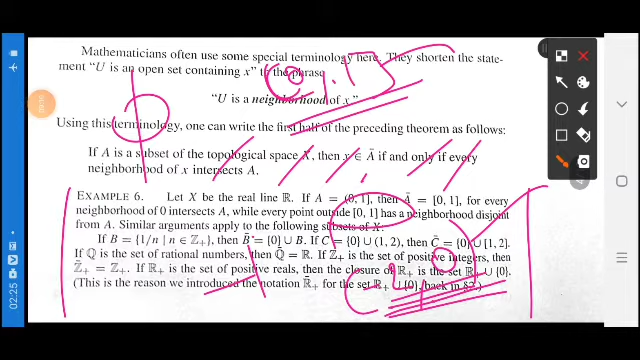 Mathematicians often use some special terminology here. They shorten the state-
ment "U is an open set containing x" to the phrase
"U is a neighborhood of x."
Using this terminology, one can write the first half of the preceding theorem as follows:
If A is a subset of the topological space X, then x ∈ Ā if and only if every
neighborhood of x intersects A.
EXAMPLE 6. Let X be the real line ℝ. If A = (0, 1], then Ā = [0, 1], for every
neighborhood of 0 intersects A, while every point outside [0, 1] has a neighborhood disjoint
from A. Similar arguments apply to the following subsets of X:
If B = {1/n | n ∈ ℤ₊}, then B̄ = {0} ∪ B. If C = {0} ∪ (1, 2), then C̄ = {0} ∪ [1, 2].
If ℚ is the set of rational numbers, then ℚ̄ = ℝ. If ℤ₊ is the set of positive integers, then
ℤ̄₊ = ℤ₊. If ℝ₊ is the set of positive reals, then the closure of ℝ₊ is the set ℝ₊ ∪ {0}.
(This is the reason we introduced the notation ℝ̄₊ for the set ℝ₊ ∪ {0}, back in §2.)
02:25